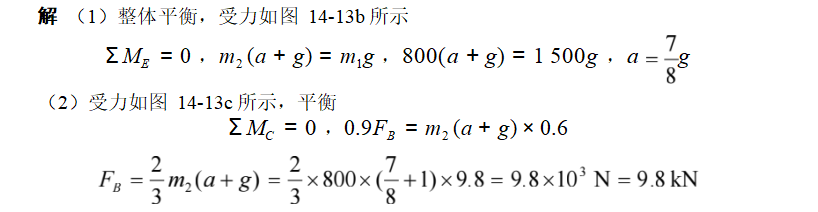 解 （1）整体平衡，受力如图 14-13b 所示
ΣM_E = 0，m₂(a + g) = m₁g，800(a + g) = 1 500g，a = 7/8 g
（2）受力如图 14-13c 所示，平衡
ΣM_C = 0，0.9F_B = m₂(a + g) × 0.6
F_B = 2/3 m₂(a + g) = 2/3 × 800 × (7/8 + 1) × 9.8 = 9.8 × 10³ N = 9.8 kN